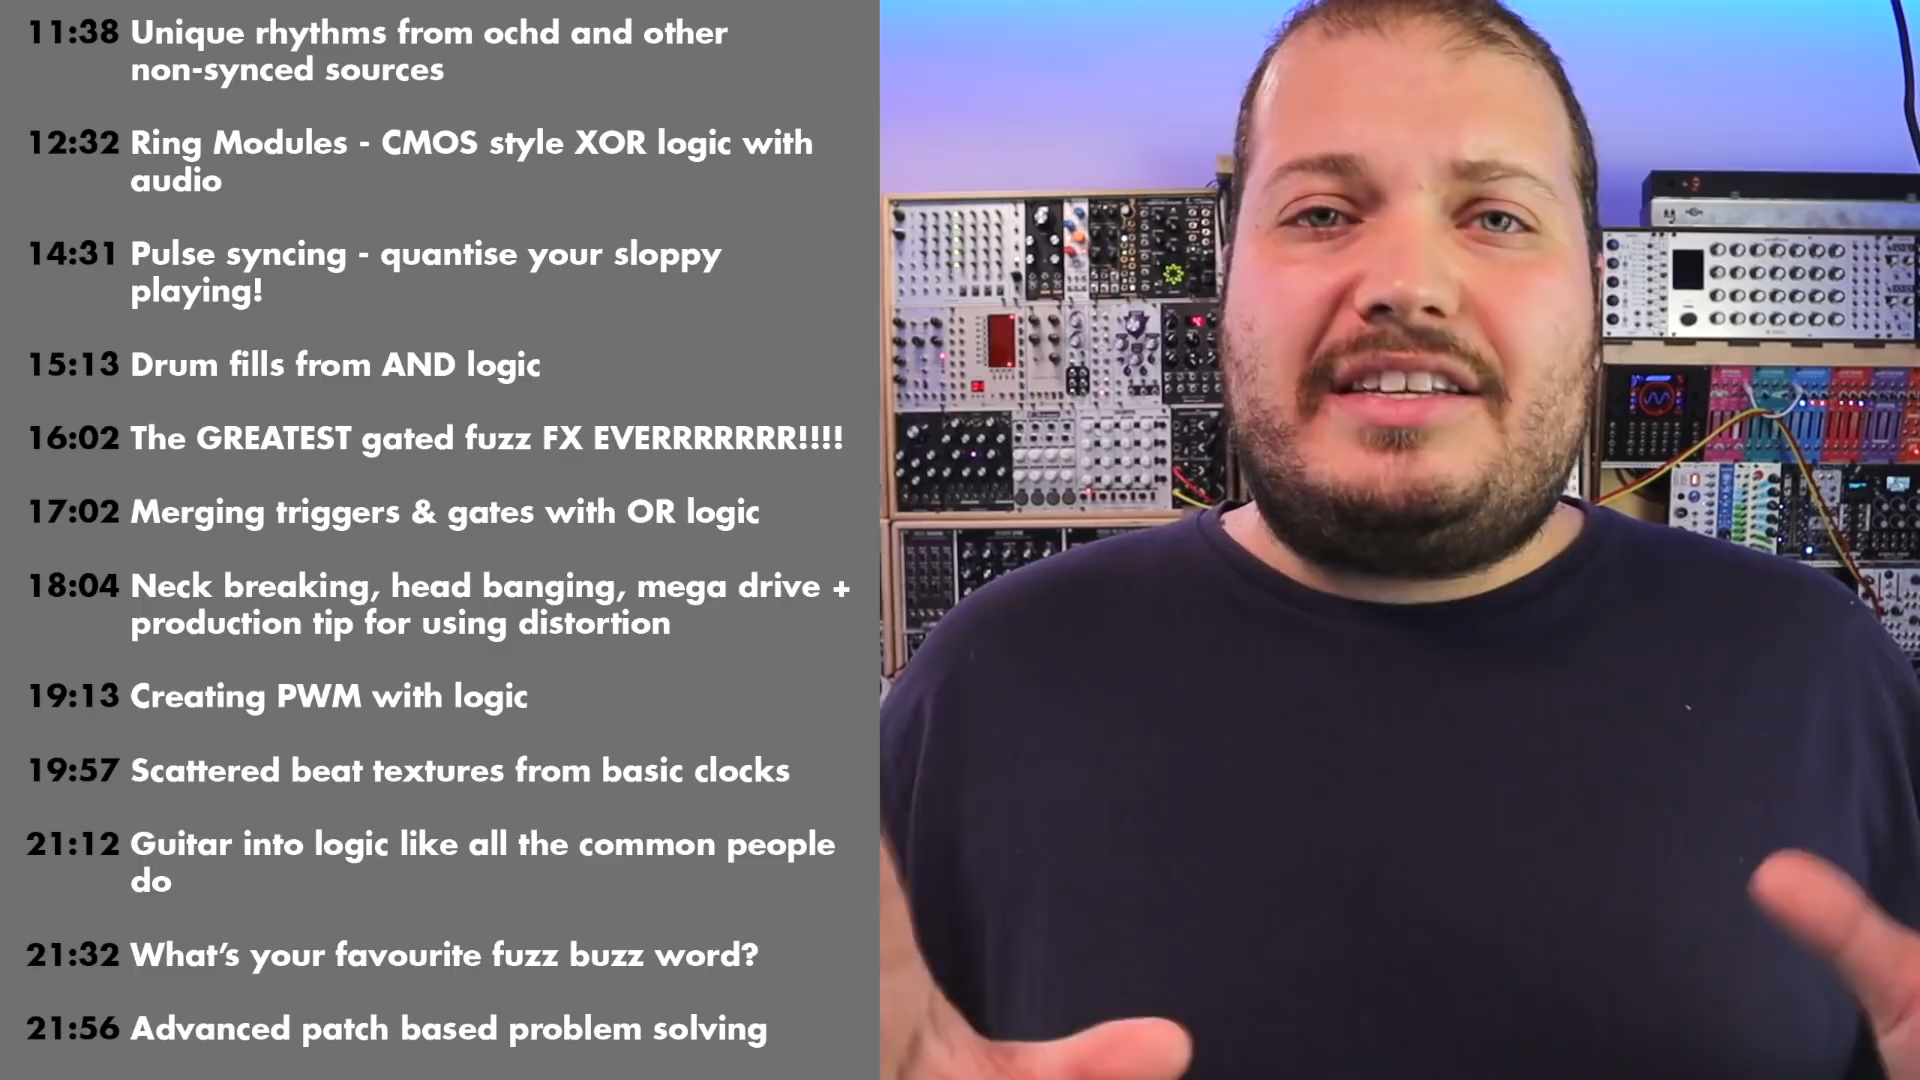 11:38 Unique rhythms from ochd and other
non-synced sources
12:32 Ring Modules - CMOS style XOR logic with
audio
14:31 Pulse syncing - quantise your sloppy
playing!
15:13 Drum fills from AND logic
16:02 The GREATEST gated fuzz FX EVERRRRRRR!!!!
17:02 Merging triggers & gates with OR logic
18:04 Neck breaking, head banging, mega drive +
production tip for using distortion
19:13 Creating PWM with logic
19:57 Scattered beat textures from basic clocks
21:12 Guitar into logic like all the common people
do
21:32 What's your favourite fuzz buzz word?
21:56 Advanced patch based problem solving